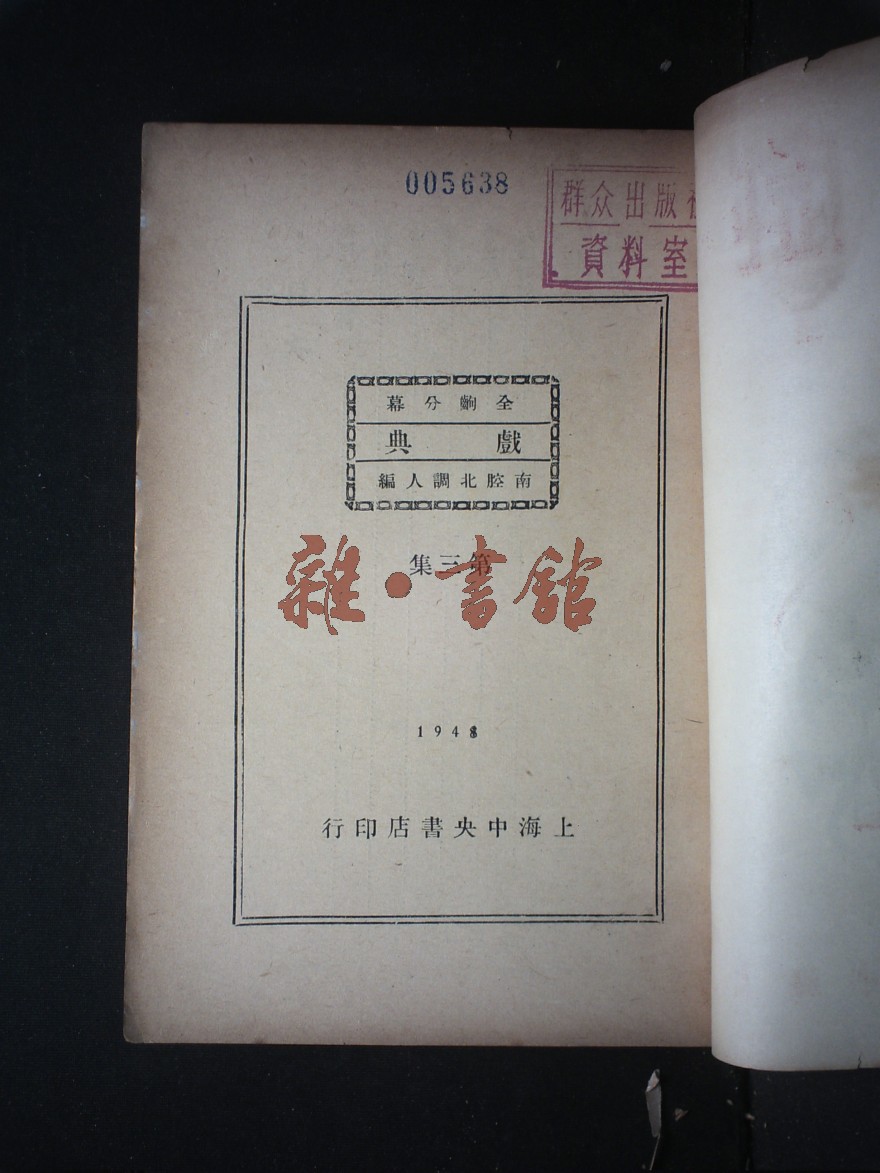 005638
群众出版
資料室
全齣分幕
戲典
南腔北調人編
第三集
雜·書館
1948
上海中央書店印行